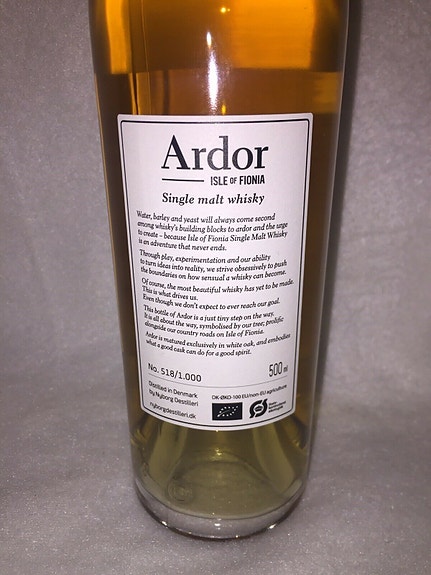 Ardor
ISLE OF FIONIA
Single malt whisky
Water, barley and yeast will always come second
among whisky's building blocks to ardor and the urge
to create – because Isle of Fionia Single Malt Whisky
is an adventure that never ends.
Through play, experimentation and our ability
to turn ideas into reality, we strive obsessively to push
the boundaries on how sensual a whisky can become.
Of course, the most beautiful whisky has yet to be made.
This is what drives us.
Even though we don't expect to ever reach our goal.
This bottle of Ardor is a just tiny step on the way.
It is all about the way, symbolised by our tree, prolific
alongside our country roads on Isle of Fionia.
Ardor is matured exclusively in white oak, and embodies
what a good cask can do for a good spirit.
No. 518/1.000
500 ml
Distilled in Denmark
by Nyborg Destilleri
nyborgdestilleri.dk
DK-ØKO-100 EU/non-EU agriculture